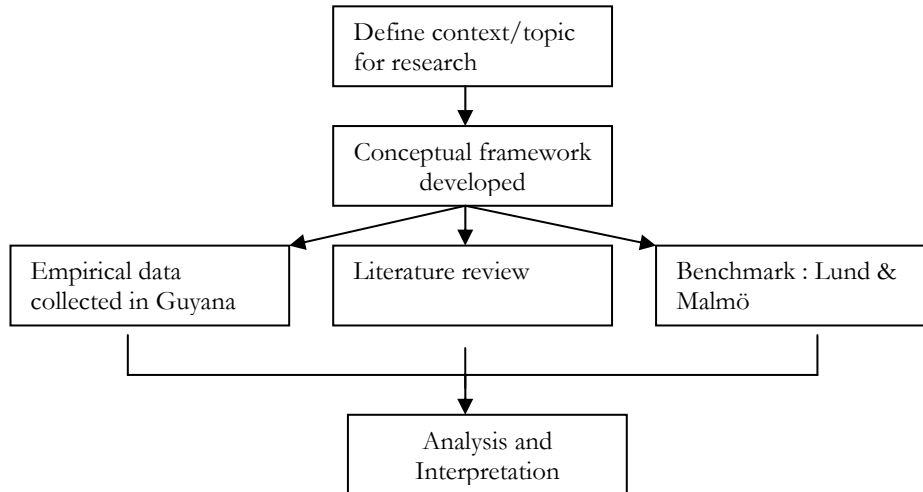 Define context/topic
for research
Conceptual framework
developed
Empirical data
collected in Guyana
Literature review
Benchmark : Lund &
Malmö
Analysis and
Interpretation